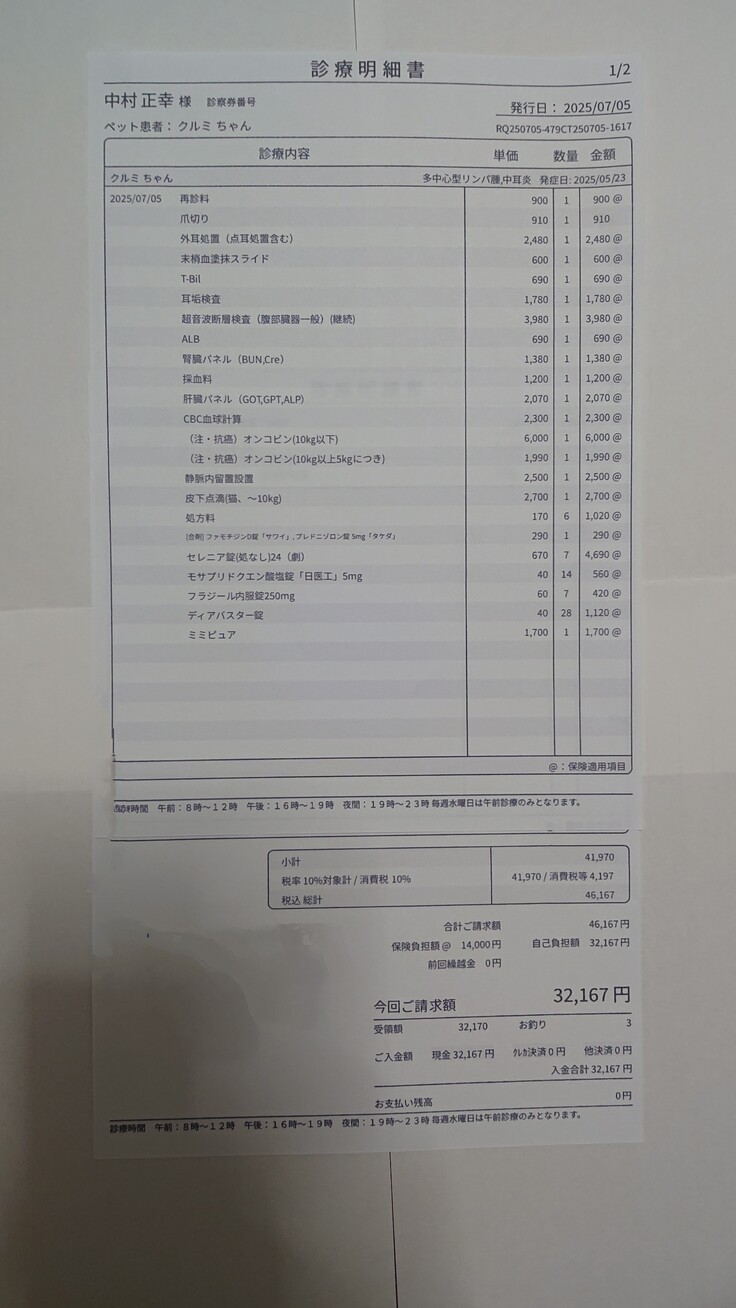 診療明細書 1/2
中村 正幸 様 診察券番号
発行日： 2025/07/05
ペット患者： クルミ ちゃん
RQ250705-479CT250705-1617
診療内容 単価 数量 金額
クルミ ちゃん 多中心型リンパ腫,中耳炎 発症日: 2025/05/23
2025/07/05 再診料 900 1 900 @
爪切り 910 1 910
外耳処置（点耳処置含む） 2,480 1 2,480 @
末梢血塗抹スライド 600 1 600 @
T-Bil 690 1 690 @
耳垢検査 1,780 1 1,780 @
超音波断層検査（腹部臓器一般）(継続) 3,980 1 3,980 @
ALB 690 1 690 @
腎臓パネル（BUN,Cre） 1,380 1 1,380 @
採血料 1,200 1 1,200 @
肝臓パネル（GOT,GPT,ALP） 2,070 1 2,070 @
CBC血球計算 2,300 1 2,300 @
（注・抗癌）オンコビン(10kg以下) 6,000 1 6,000 @
（注・抗癌）オンコビン(10kg以上5kgにつき) 1,990 1 1,990 @
静脈内留置設置 2,500 1 2,500 @
皮下点滴(猫、～10kg) 2,700 1 2,700 @
処方料 170 6 1,020 @
[合剤] ファモチジンD錠「サワイ」,プレドニゾロン錠 5mg「タケダ」 290 1 290 @
セレニア錠(処なし)24（劇） 670 7 4,690 @
モサプリドクエン酸塩錠「日医工」5mg 40 14 560 @
フラジール内服錠250mg 60 7 420 @
ディアバスター錠 40 28 1,120 @
ミミピュア 1,700 1 1,700 @
@：保険適用項目
時間 午前：８時～１２時 午後：１６時～１９時 夜間：１９時～２３時 毎週水曜日は午前診療のみとなります。
小計 41,970
税率 10%対象計 / 消費税 10% 41,970 / 消費税等 4,197
税込 総計 46,167
合計ご請求額 46,167 円
保険負担額 @ 14,000 円 自己負担額 32,167 円
前回繰越金 0 円
今回ご請求額 32,167 円
受領額 32,170 お釣り 3
ご入金額 現金 32,167 円 ｸﾚｶ決済 0 円 他決済 0 円
入金合計 32,167 円
お支払い残高 0 円
診療時間 午前：８時～１２時 午後：１６時～１９時 夜間：１９時～２３時 毎週水曜日は午前診療のみとなります。